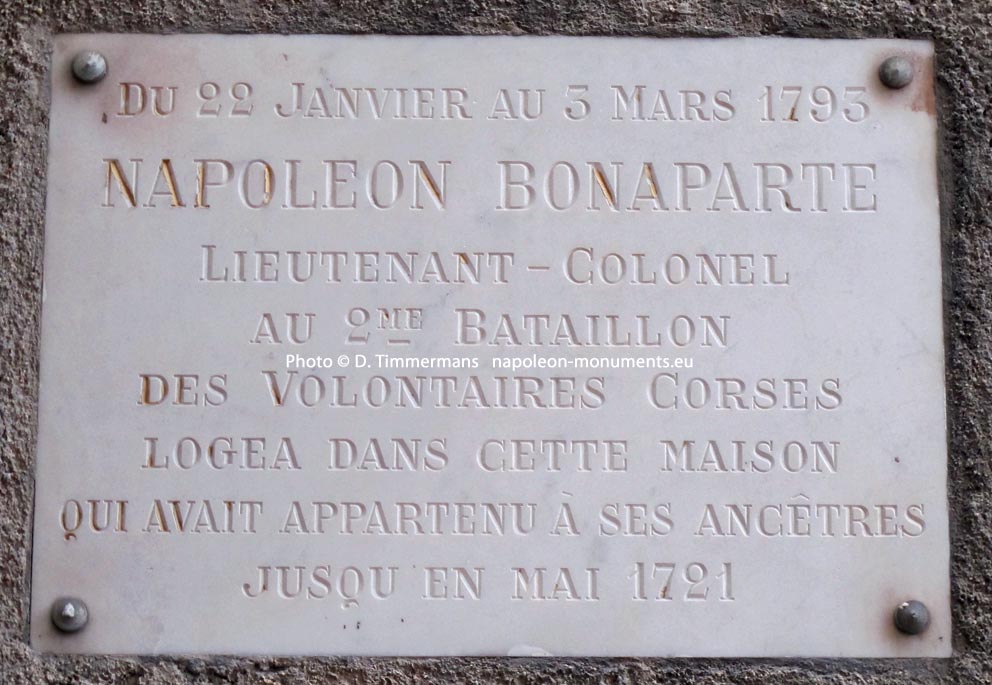 DU 22 JANVIER AU 3 MARS 1793
NAPOLEON BONAPARTE
LIEUTENANT - COLONEL
AU 2ME BATAILLON
Photo © D. Timmermans napoleon-monuments.eu
DES VOLONTAIRES CORSES
LOGEA DANS CETTE MAISON
QUI AVAIT APPARTENU À SES ANCÊTRES
JUSQU EN MAI 1721